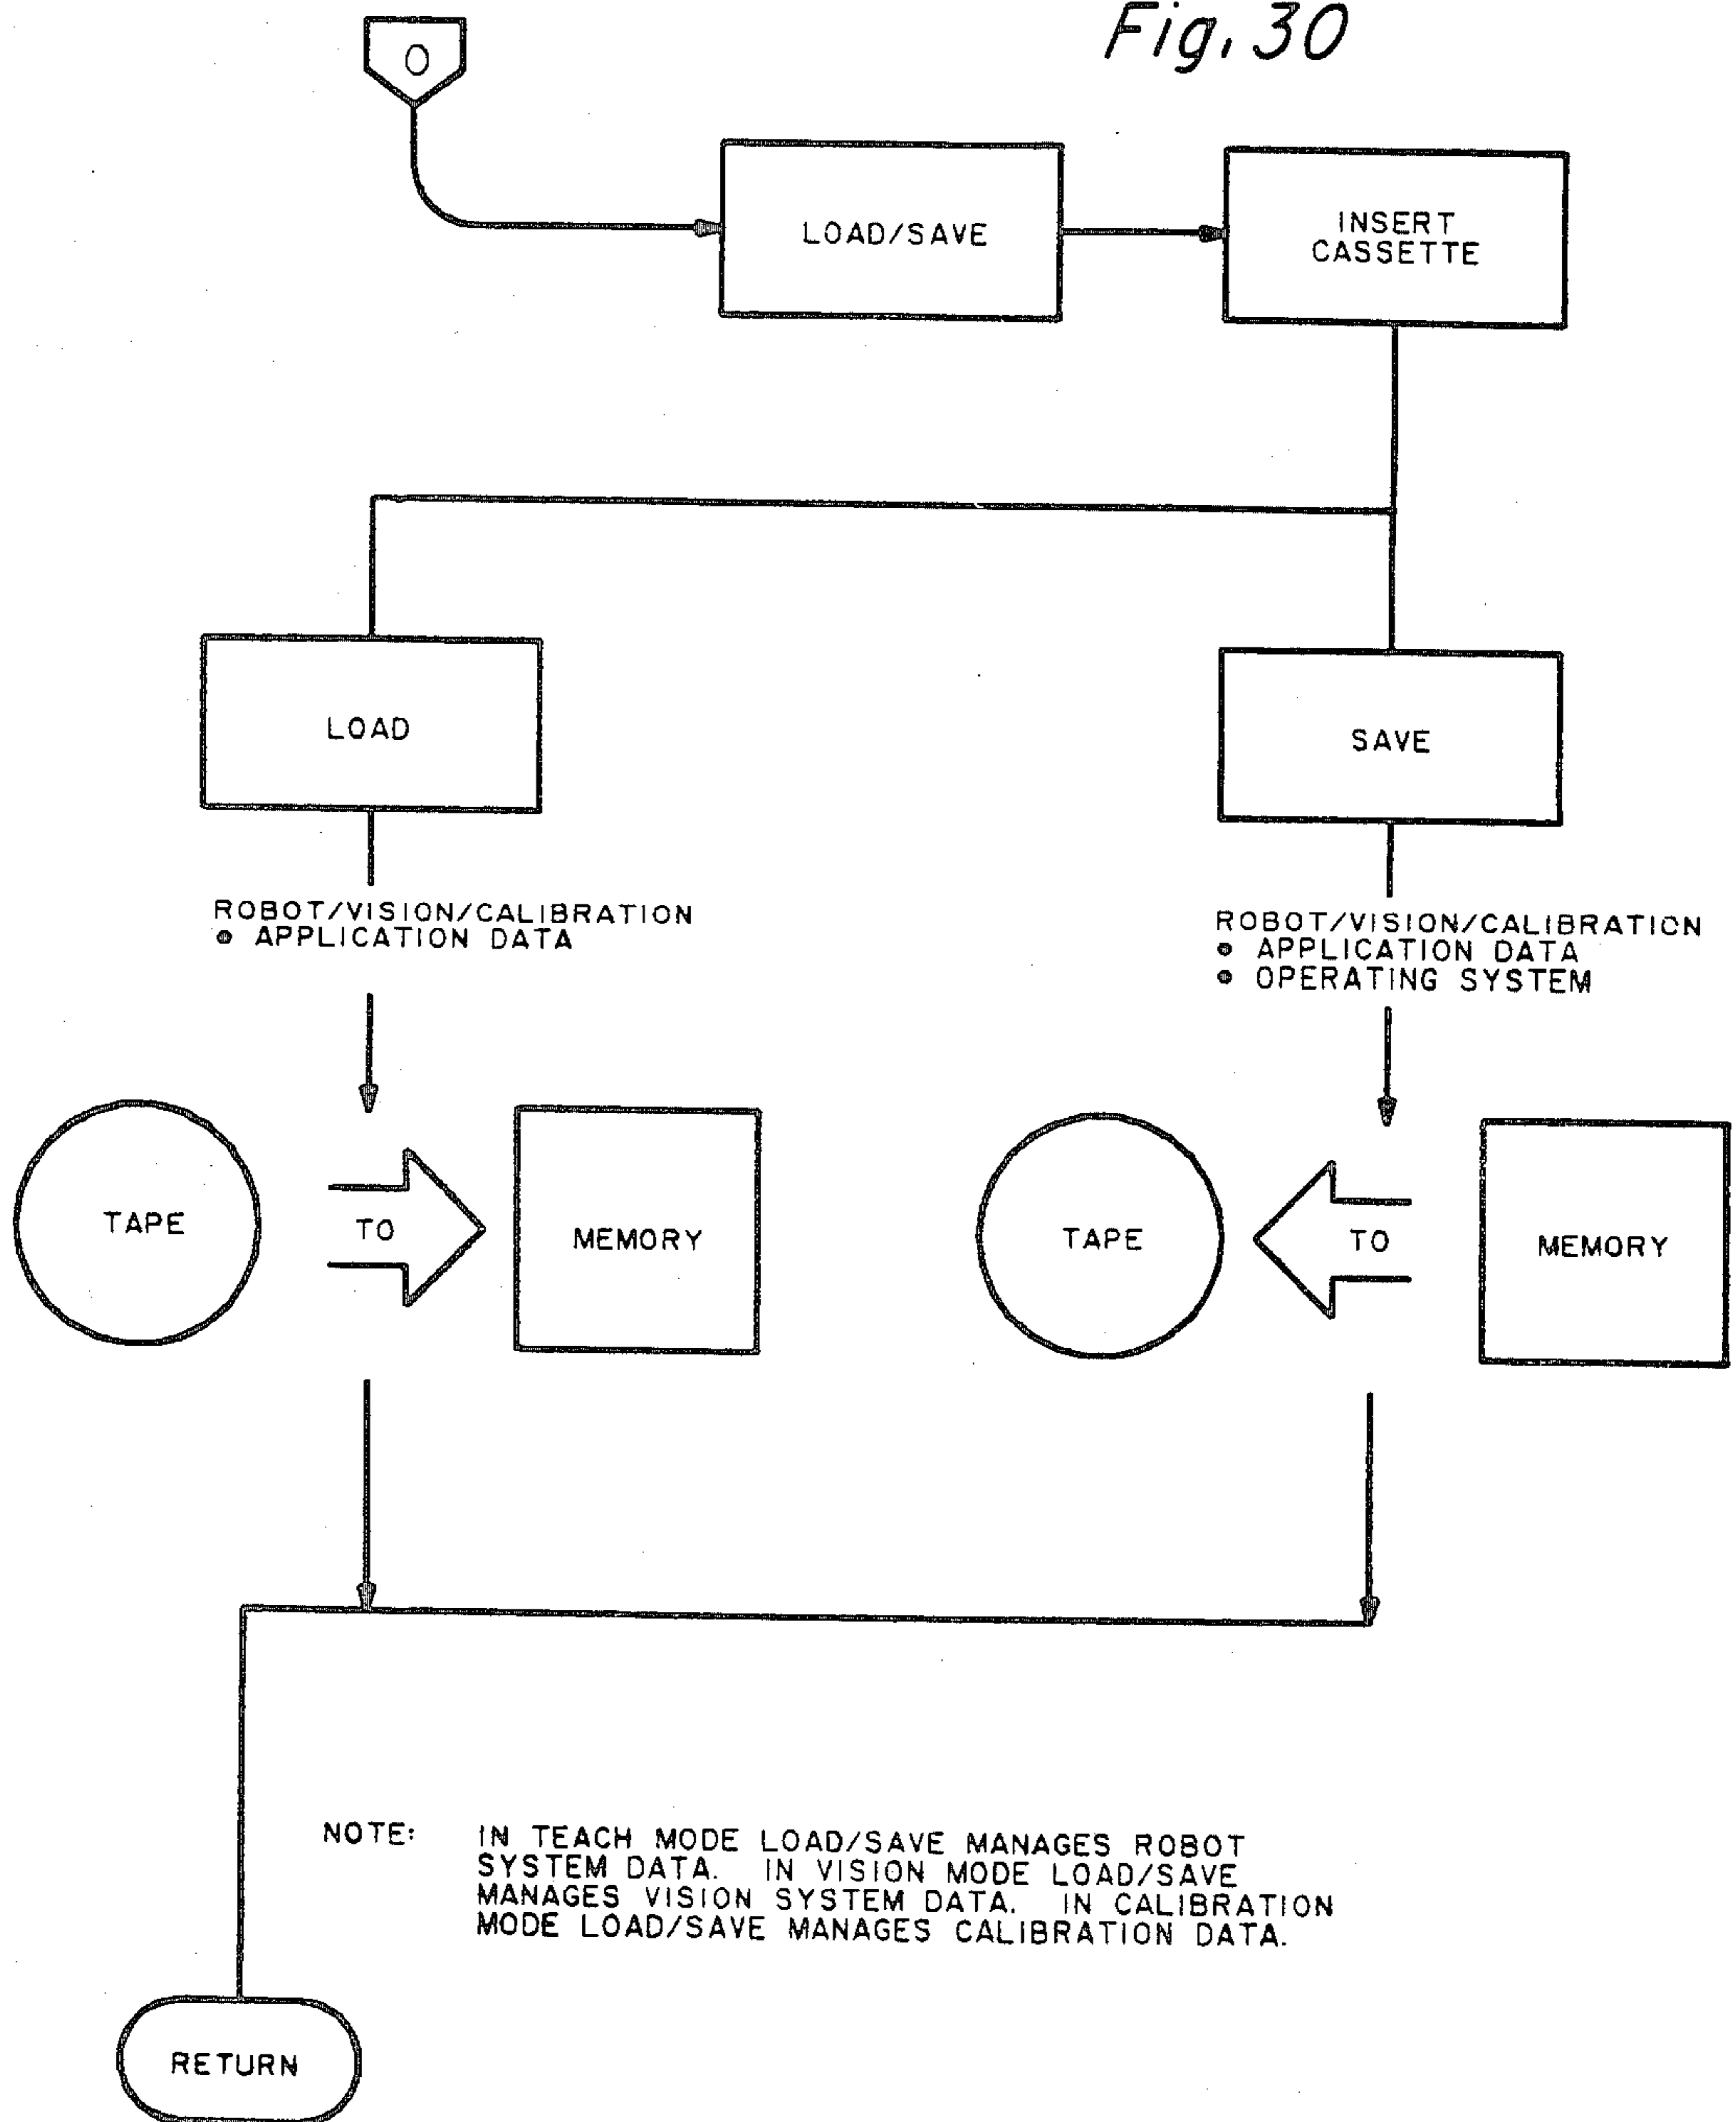 Fig. 30
O
LOAD/SAVE
INSERT
CASSETTE
LOAD
SAVE
ROBOT/VISION/CALIBRATION
• APPLICATION DATA
ROBOT/VISION/CALIBRATION
• APPLICATION DATA
• OPERATING SYSTEM
TAPE
TO
MEMORY
TAPE
TO
MEMORY
NOTE: IN TEACH MODE LOAD/SAVE MANAGES ROBOT
SYSTEM DATA. IN VISION MODE LOAD/SAVE
MANAGES VISION SYSTEM DATA. IN CALIBRATION
MODE LOAD/SAVE MANAGES CALIBRATION DATA.
RETURN